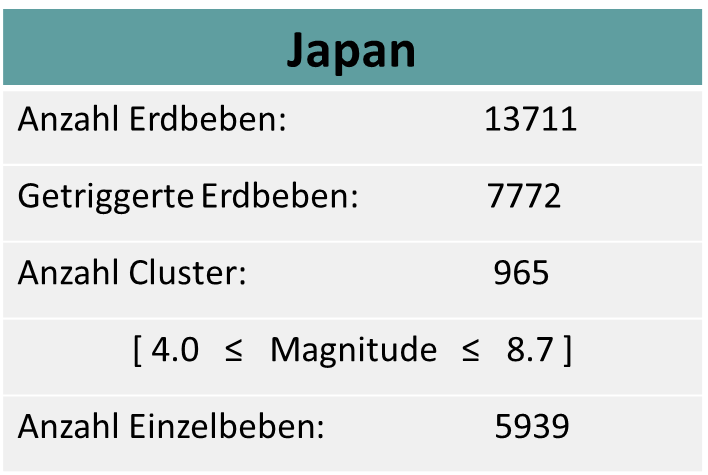 Japan
Anzahl Erdbeben: 13711
Getriggerte Erdbeben: 7772
Anzahl Cluster: 965
[ 4.0 ≤ Magnitude ≤ 8.7 ]
Anzahl Einzelbeben: 5939